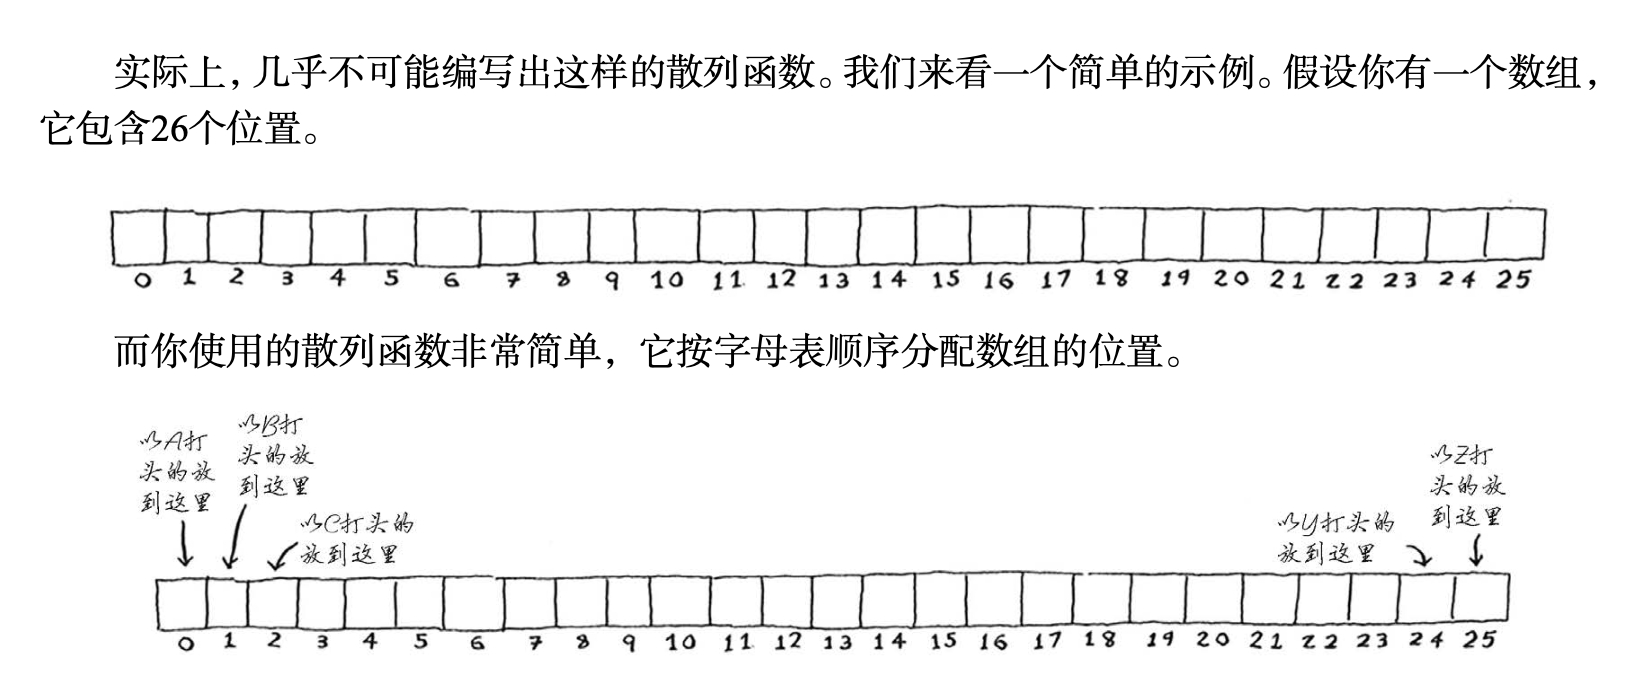 实际上，几乎不可能编写出这样的散列函数。我们来看一个简单的示例。假设你有一个数组，
它包含26个位置。
0 1 2 3 4 5 6 7 8 9 10 11 12 13 14 15 16 17 18 19 20 21 22 23 24 25
而你使用的散列函数非常简单，它按字母表顺序分配数组的位置。
以A打
头的放
到这里
以B打
头的放
到这里
以C打头的
放到这里
以Y打头的
放到这里
以Z打
头的放
到这里
0 1 2 3 4 5 6 7 8 9 10 11 12 13 14 15 16 17 18 19 20 21 22 23 24 25